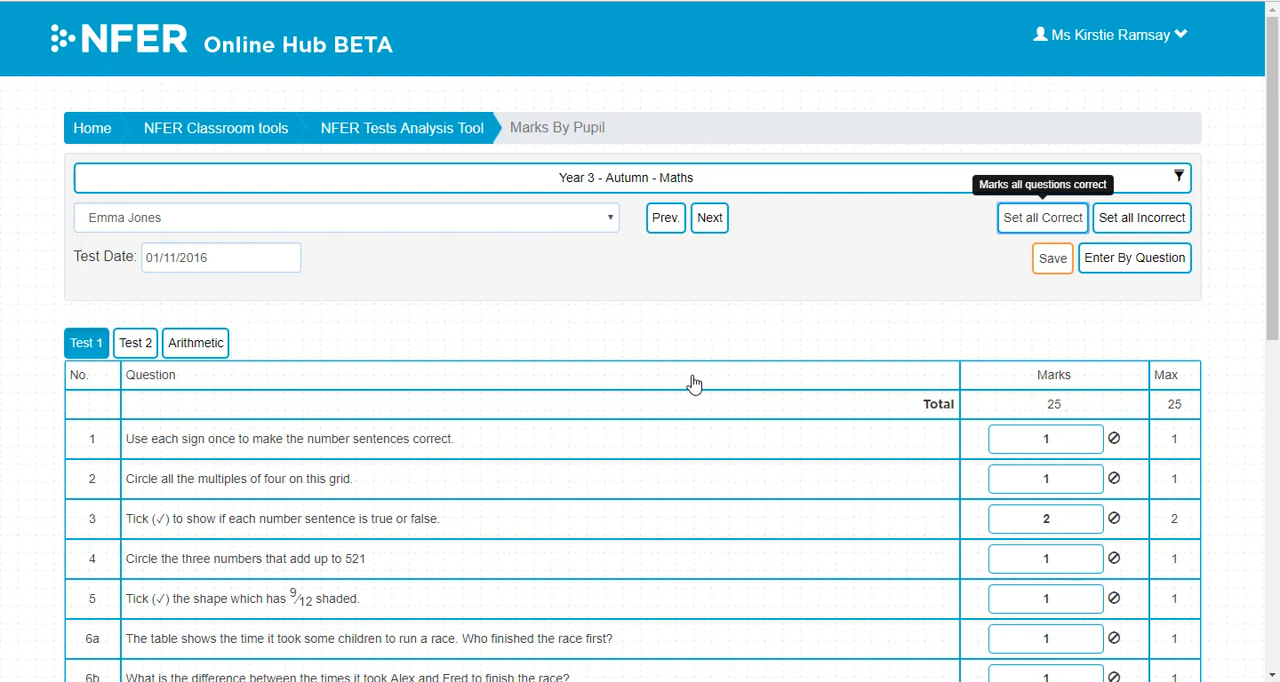 NFER Online Hub BETA
Ms Kirstie Ramsay
Home NFER Classroom tools NFER Tests Analysis Tool Marks By Pupil
Year 3 - Autumn - Maths
Marks all questions correct
Emma Jones Prev. Next Set all Correct Set all Incorrect
Test Date: 01/11/2016 Save Enter By Question
Test 1 Test 2 Arithmetic
No. Question Marks Max
Total 25 25
1 Use each sign once to make the number sentences correct. 1 1
2 Circle all the multiples of four on this grid. 1 1
3 Tick (✓) to show if each number sentence is true or false. 2 2
4 Circle the three numbers that add up to 521 1 1
5 Tick (✓) the shape which has 9/12 shaded. 1 1
6a The table shows the time it took some children to run a race. Who finished the race first? 1 1
6b What is the difference between the times it took Alex and Fred to finish the race? 1 1